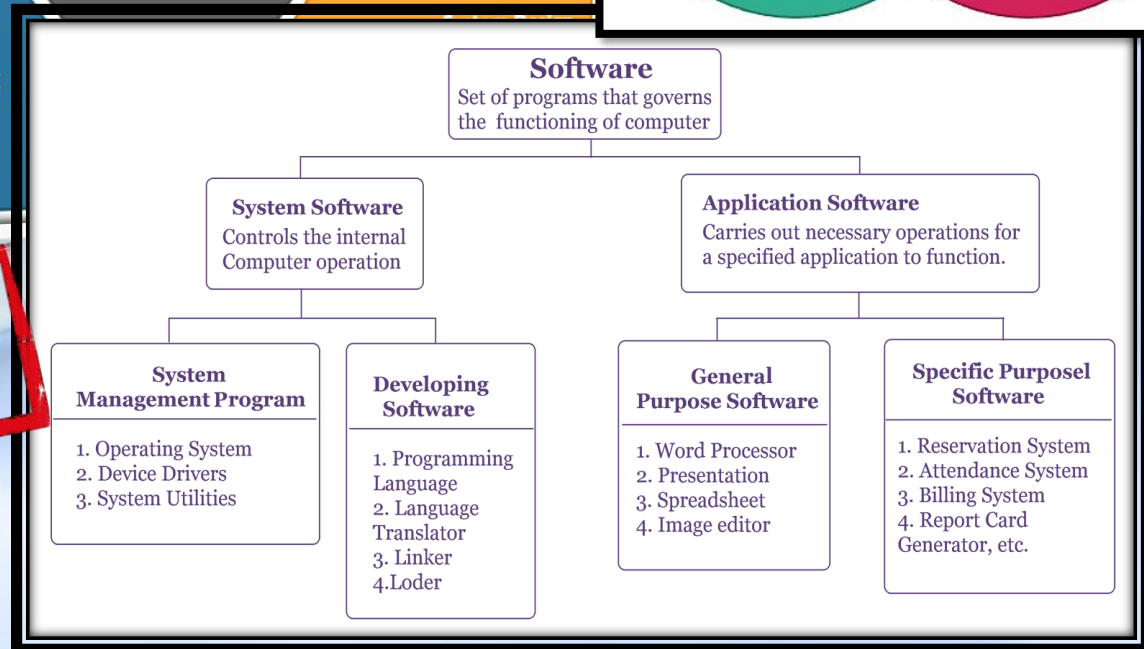 Software
Set of programs that governs
the functioning of computer
System Software
Controls the internal
Computer operation
Application Software
Carries out necessary operations for
a specified application to function.
System
Management Program
1. Operating System
2. Device Drivers
3. System Utilities
Developing
Software
1. Programming
Language
2. Language
Translator
3. Linker
4.Loder
General
Purpose Software
1. Word Processor
2. Presentation
3. Spreadsheet
4. Image editor
Specific Purposel
Software
1. Reservation System
2. Attendance System
3. Billing System
4. Report Card
Generator, etc.